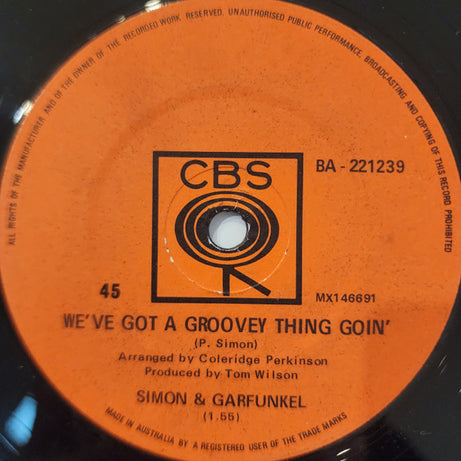 ALL RIGHTS OF THE MANUFACTURER AND OF THE OWNER OF THE RECORDED WORK RESERVED. UNAUTHORISED PUBLIC PERFORMANCE, BROADCASTING AND COPYING OF THIS RECORD PROHIBITED
CBS
BA - 221239
45
MX146691
WE'VE GOT A GROOVEY THING GOIN'
(P. Simon)
Arranged by Coleridge Perkinson
Produced by Tom Wilson
SIMON & GARFUNKEL
(1.55)
MADE IN AUSTRALIA BY A REGISTERED USER OF THE TRADE MARKS